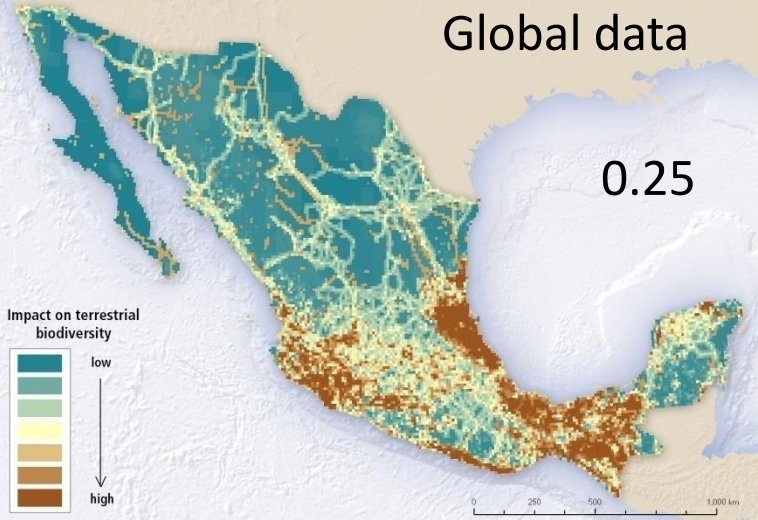 Global data
0.25
Impact on terrestrial
biodiversity
low
high
0 250 500 1,000 km